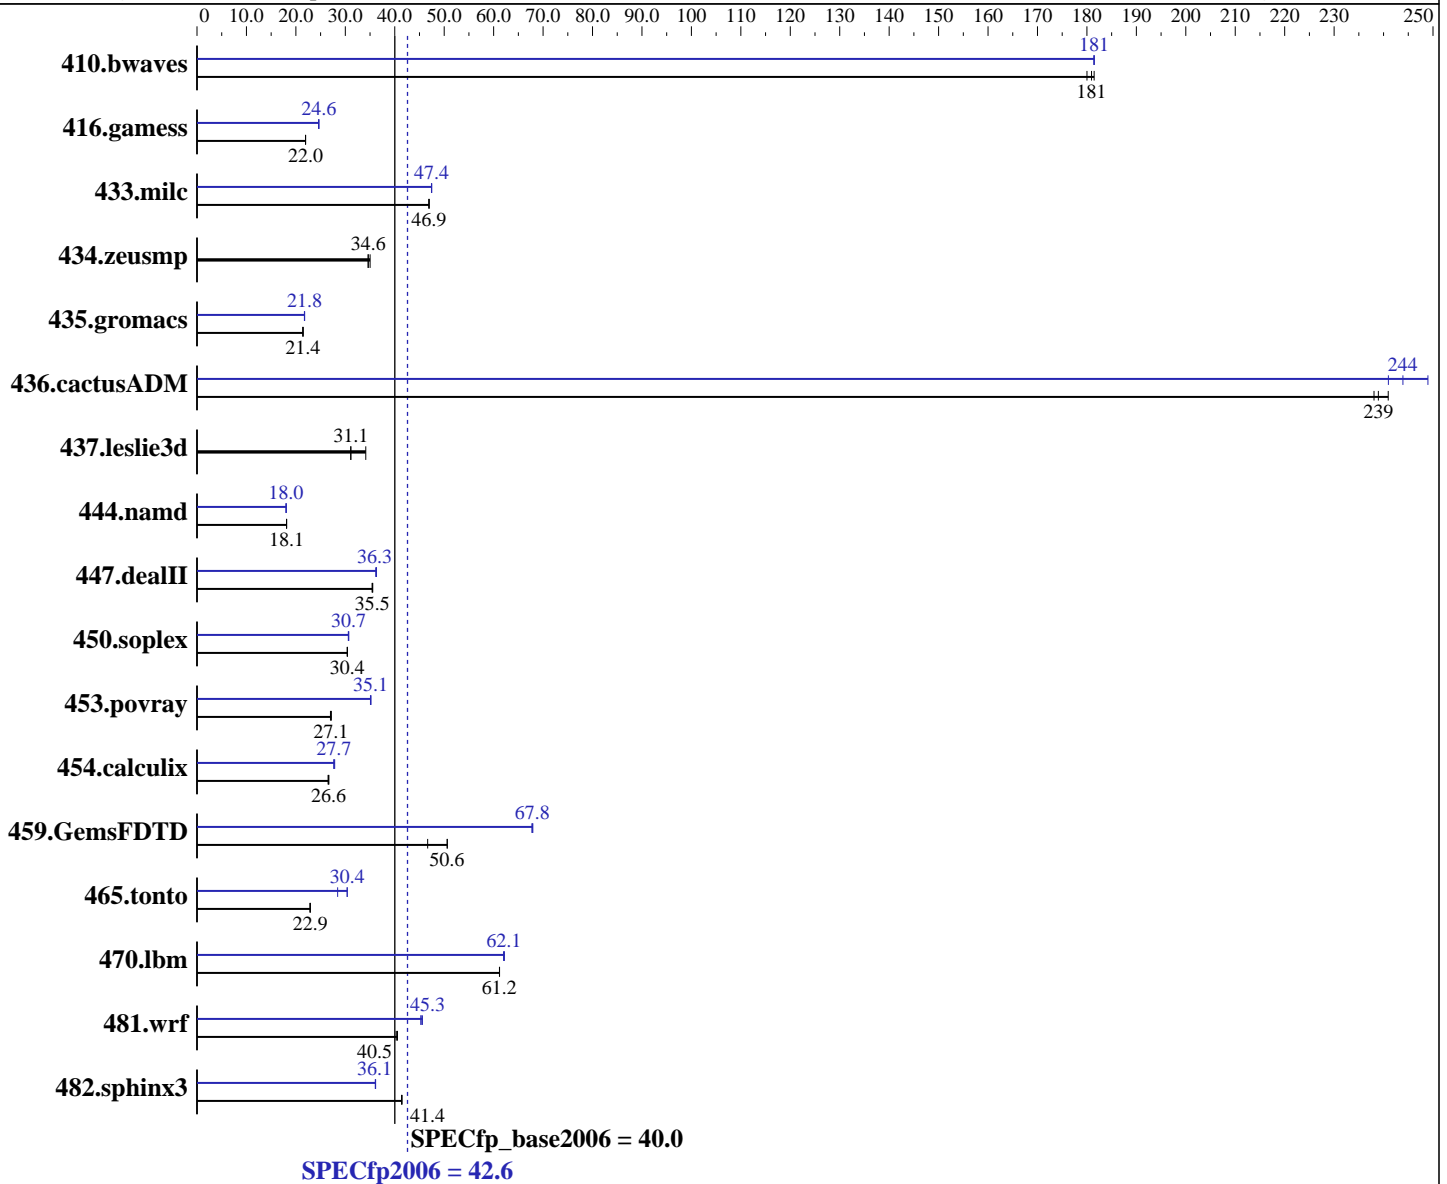 0 10.0 20.0 30.0 40.0 50.0 60.0 70.0 80.0 90.0 100 110 120 130 140 150 160 170 180 190 200 210 220 230 250
410.bwaves
181
181
416.gamess
24.6
22.0
433.milc
47.4
46.9
434.zeusmp
34.6
435.gromacs
21.8
21.4
436.cactusADM
244
239
437.leslie3d
31.1
444.namd
18.0
18.1
447.dealII
36.3
35.5
450.soplex
30.7
30.4
453.povray
35.1
27.1
454.calculix
27.7
26.6
459.GemsFDTD
67.8
50.6
465.tonto
30.4
22.9
470.lbm
62.1
61.2
481.wrf
45.3
40.5
482.sphinx3
36.1
41.4
SPECfp_base2006 = 40.0
SPECfp2006 = 42.6